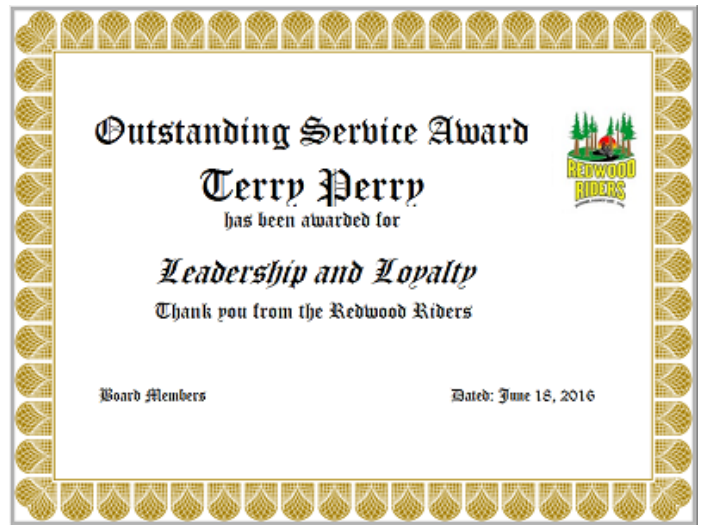 Outstanding Service Award
Terry Perry
has been awarded for
Leadership and Loyalty
Thank you from the Redwood Riders
Board Members
Dated: June 18, 2016
REDWOOD
RIDERS